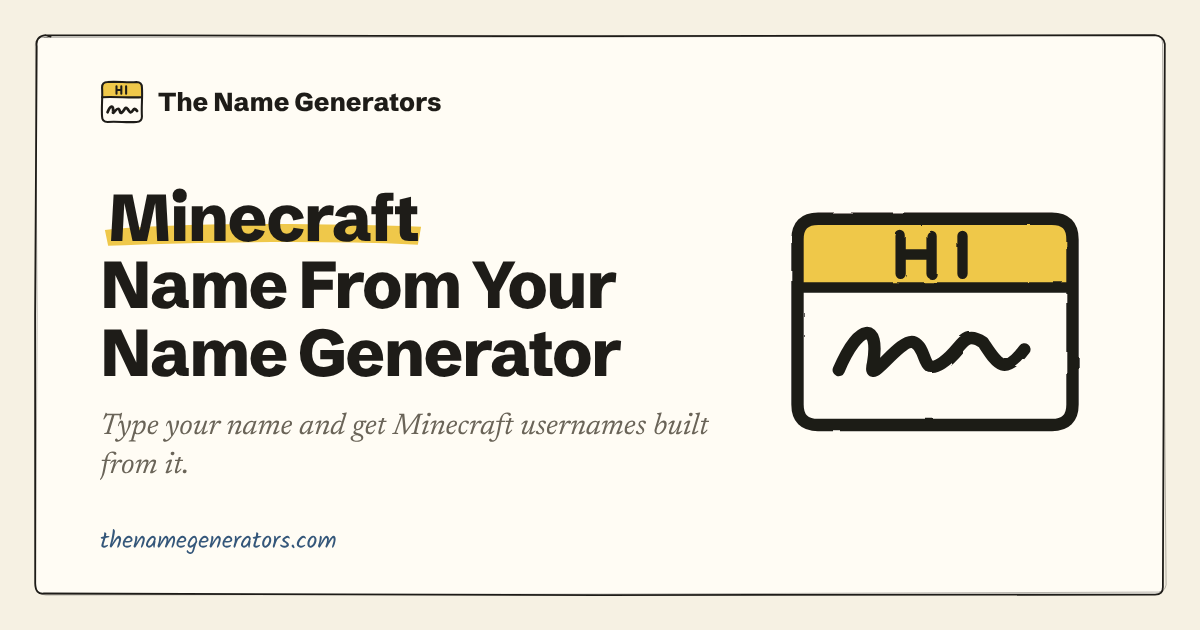 HI
The Name Generators
Minecraft
Name From Your
Name Generator
Type your name and get Minecraft usernames built
from it.
thenamegenerators.com
HI